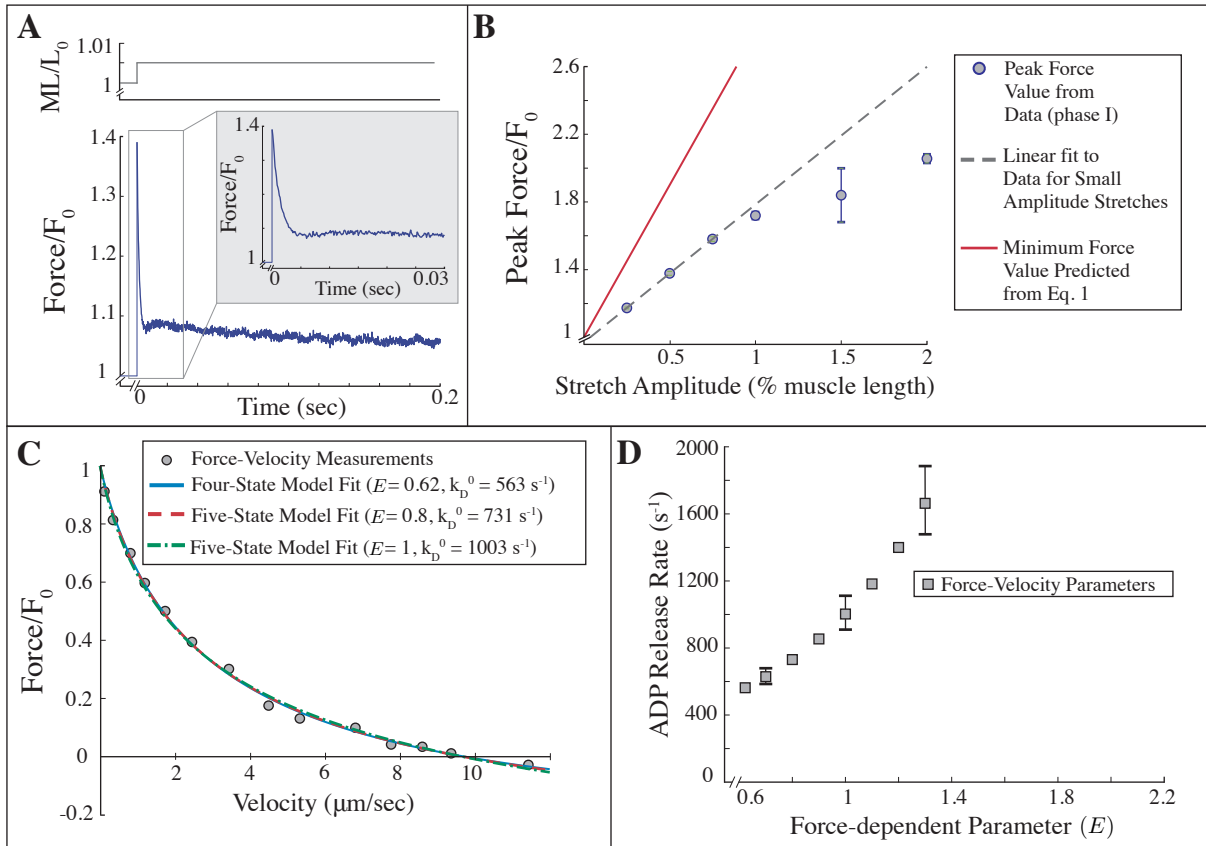 A
ML/L0
1.01
1
Force/F0
1.4
1.3
1.2
1.1
1
0
0.2
Time (sec)
Force/F0
1.4
1
0
0.03
Time (sec)
B
Peak Force/F0
2.6
2.2
1.8
1.4
1
0.5
1
1.5
2
Stretch Amplitude (% muscle length)
Peak Force
Value from
Data (phase I)
Linear fit to
Data for Small
Amplitude Stretches
Minimum Force
Value Predicted
from Eq. 1
C
Force-Velocity Measurements
Four-State Model Fit (E = 0.62, kD0 = 563 s-1)
Five-State Model Fit (E = 0.8, kD0 = 731 s-1)
Five-State Model Fit (E = 1, kD0 = 1003 s-1)
Force/F0
1
0.8
0.6
0.4
0.2
0
-0.2
2
4
6
8
10
Velocity (μm/sec)
D
ADP Release Rate (s-1)
2000
1600
1200
800
400
0
Force-Velocity Parameters
0.6
1
1.4
1.8
2.2
Force-dependent Parameter (E)